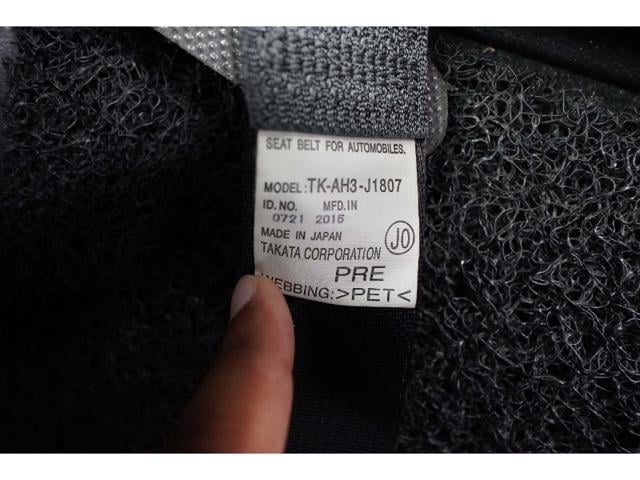 SEAT BELT FOR AUTOMOBILES.
MODEL:TK-AH3-J1807
ID.NO. MFD.IN
0721 2015
MADE IN JAPAN
TAKATA CORPORATION
J0
PRE
WEBBING:>PET<